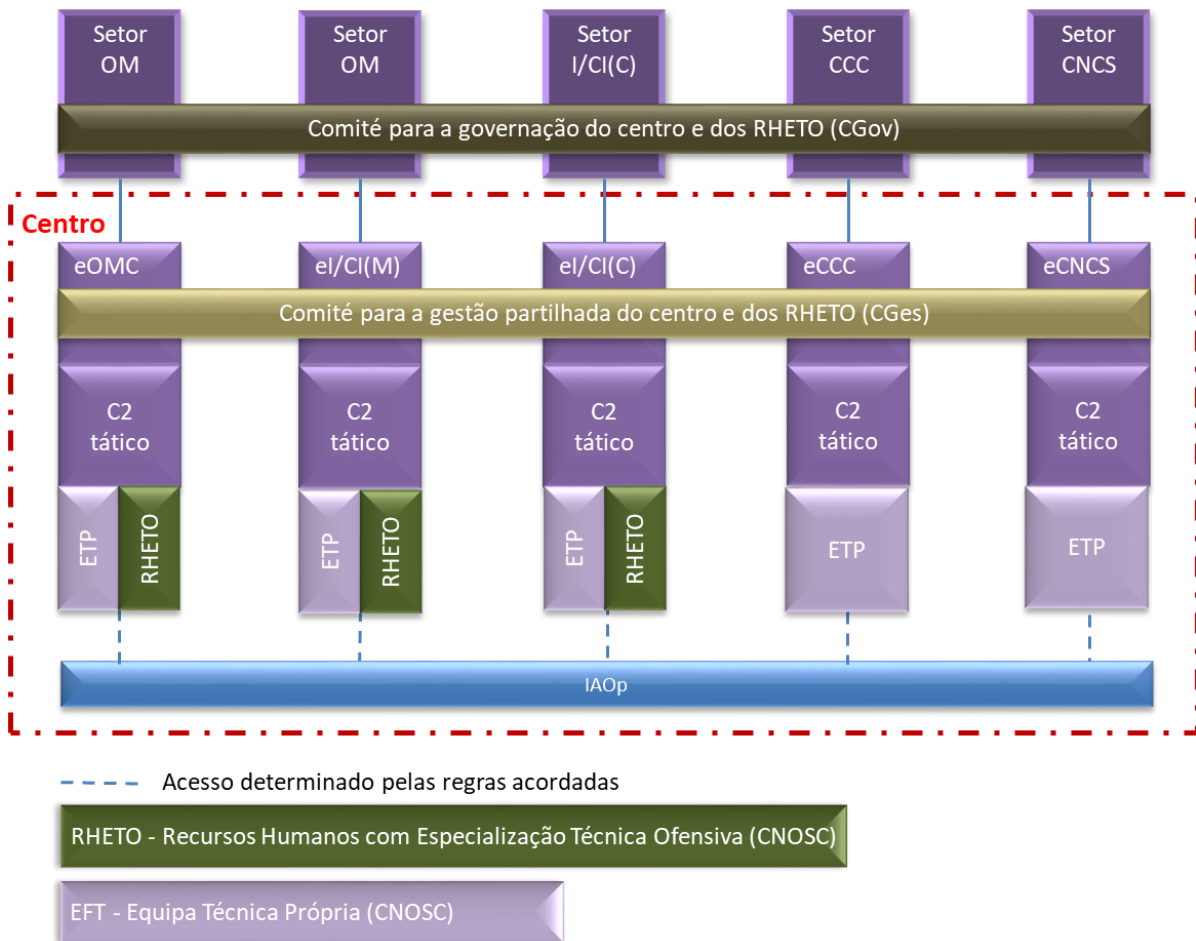 Setor
OM
Setor
OM
Setor
I/CI(C)
Setor
CCC
Setor
CNCS
Comité para a governação do centro e dos RHETO (CGov)
Centro
eOMC
eI/CI(M)
eI/CI(C)
eCCC
eCNCS
Comité para a gestão partilhada do centro e dos RHETO (CGes)
C2
tático
C2
tático
C2
tático
C2
tático
C2
tático
ETP
RHETO
ETP
RHETO
ETP
RHETO
ETP
ETP
IAOp
Acesso determinado pelas regras acordadas
RHETO - Recursos Humanos com Especialização Técnica Ofensiva (CNOSC)
EFT - Equipa Técnica Própria (CNOSC)